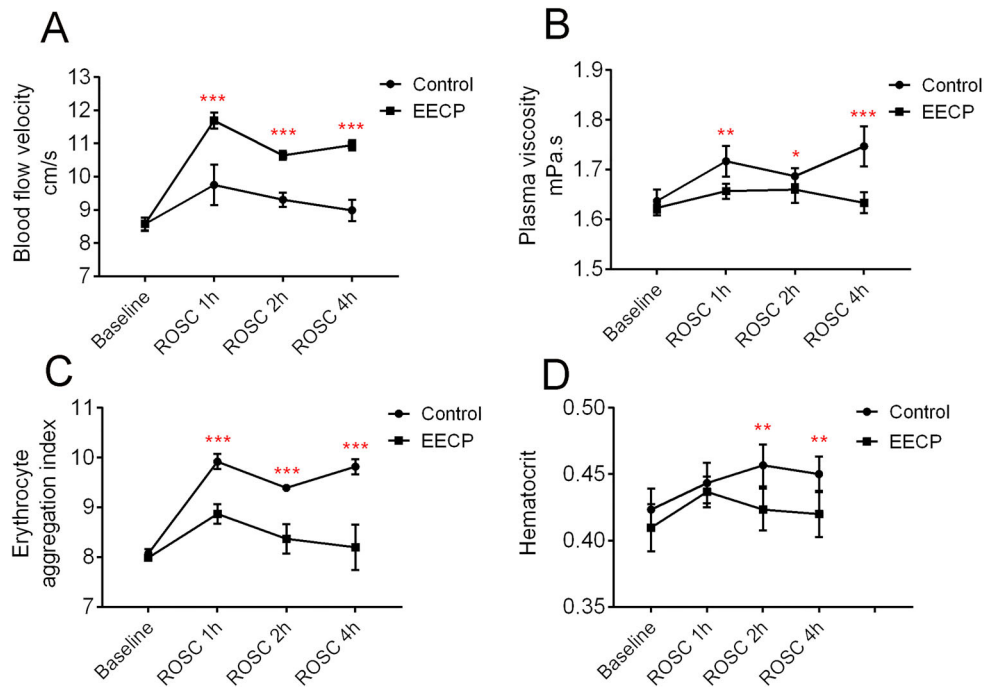 A
Blood flow velocity
cm/s
13
12
11
10
9
8
7
***
***
***
Control
EECP
Baseline
ROSC 1h
ROSC 2h
ROSC 4h
B
Plasma viscosity
mPa.s
1.9
1.8
1.7
1.6
1.5
**
*
***
Control
EECP
Baseline
ROSC 1h
ROSC 2h
ROSC 4h
C
Erythrocyte
aggregation index
11
10
9
8
7
***
***
***
Control
EECP
Baseline
ROSC 1h
ROSC 2h
ROSC 4h
D
Hematocrit
0.50
0.45
0.40
0.35
**
**
Control
EECP
Baseline
ROSC 1h
ROSC 2h
ROSC 4h